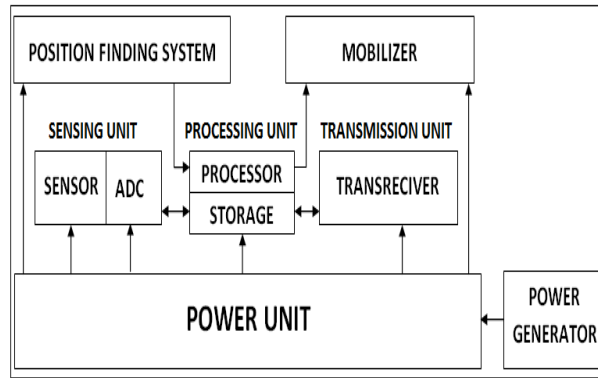 POSITION FINDING SYSTEM
MOBILIZER
SENSING UNIT
PROCESSING UNIT
TRANSMISSION UNIT
SENSOR
ADC
PROCESSOR
STORAGE
TRANSRECIVER
POWER UNIT
POWER
GENERATOR